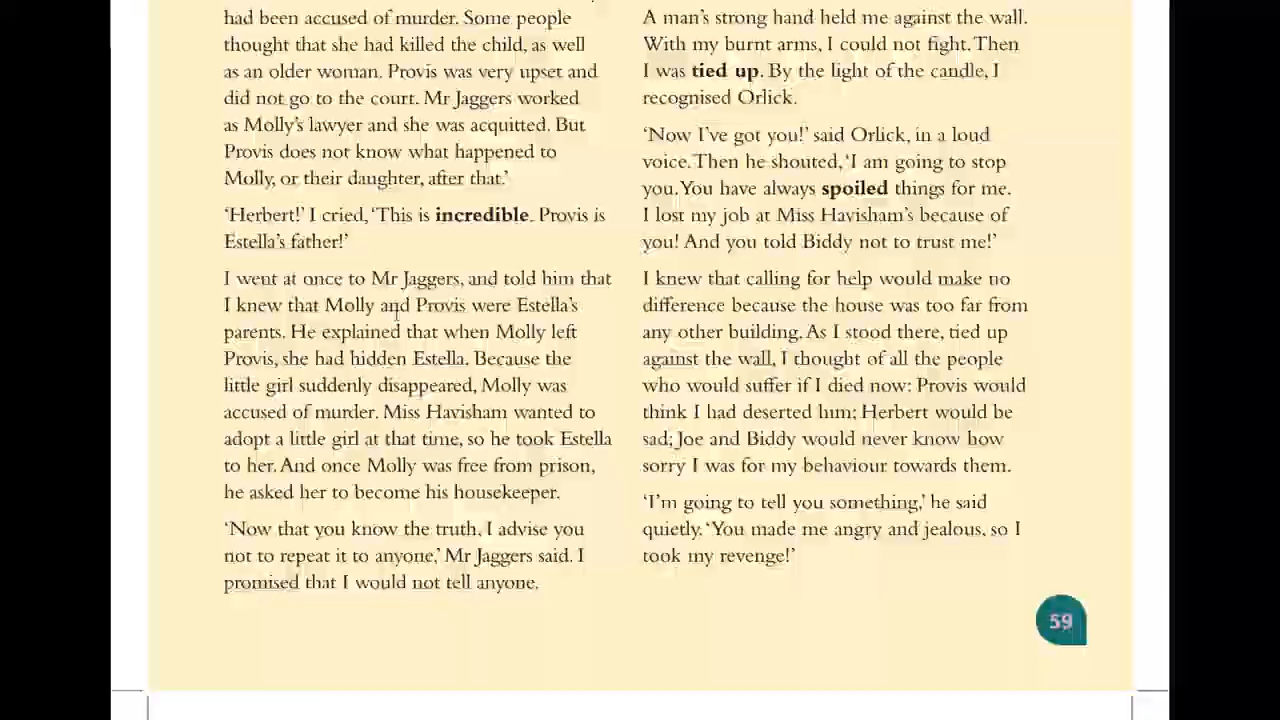 had been accused of murder. Some people
thought that she had killed the child, as well
as an older woman. Provis was very upset and
did not go to the court. Mr Jaggers worked
as Molly's lawyer and she was acquitted. But
Provis does not know what happened to
Molly, or their daughter, after that.'
'Herbert!' I cried, 'This is incredible. Provis is
Estella's father!'
I went at once to Mr Jaggers, and told him that
I knew that Molly and Provis were Estella's
parents. He explained that when Molly left
Provis, she had hidden Estella. Because the
little girl suddenly disappeared, Molly was
accused of murder. Miss Havisham wanted to
adopt a little girl at that time, so he took Estella
to her. And once Molly was free from prison,
he asked her to become his housekeeper.
'Now that you know the truth, I advise you
not to repeat it to anyone,' Mr Jaggers said. I
promised that I would not tell anyone.
A man's strong hand held me against the wall.
With my burnt arms, I could not fight. Then
I was tied up. By the light of the candle, I
recognised Orlick.
'Now I've got you!' said Orlick, in a loud
voice. Then he shouted, 'I am going to stop
you. You have always spoiled things for me.
I lost my job at Miss Havisham's because of
you! And you told Biddy not to trust me!'
I knew that calling for help would make no
difference because the house was too far from
any other building. As I stood there, tied up
against the wall, I thought of all the people
who would suffer if I died now: Provis would
think I had deserted him; Herbert would be
sad; Joe and Biddy would never know how
sorry I was for my behaviour towards them.
'I'm going to tell you something,' he said
quietly. 'You made me angry and jealous, so I
took my revenge!'
59